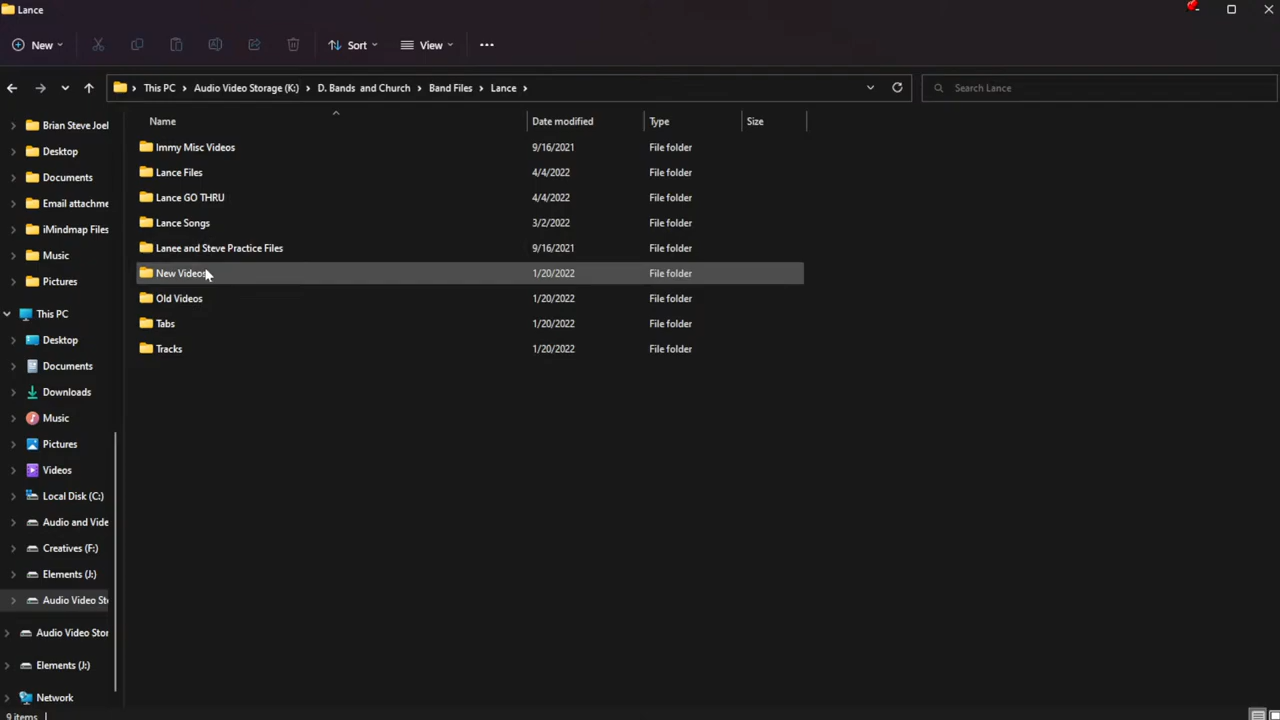 Lance
New
Sort
View
This PC > Audio Video Storage (K:) > D. Bands and Church > Band Files > Lance >
Search Lance
Name Date modified Type Size
Immy Misc Videos 9/16/2021 File folder
Lance Files 4/4/2022 File folder
Lance GO THRU 4/4/2022 File folder
Lance Songs 3/2/2022 File folder
Lanee and Steve Practice Files 9/16/2021 File folder
New Videos 1/20/2022 File folder
Old Videos 1/20/2022 File folder
Tabs 1/20/2022 File folder
Tracks 1/20/2022 File folder
Brian Steve Joel
Desktop
Documents
Email attachme
iMindmap Files
Music
Pictures
This PC
Desktop
Documents
Downloads
Music
Pictures
Videos
Local Disk (C:)
Audio and Vide
Creatives (F:)
Elements (J:)
Audio Video Sto
Audio Video Stor
Elements (J:)
Network
9 items